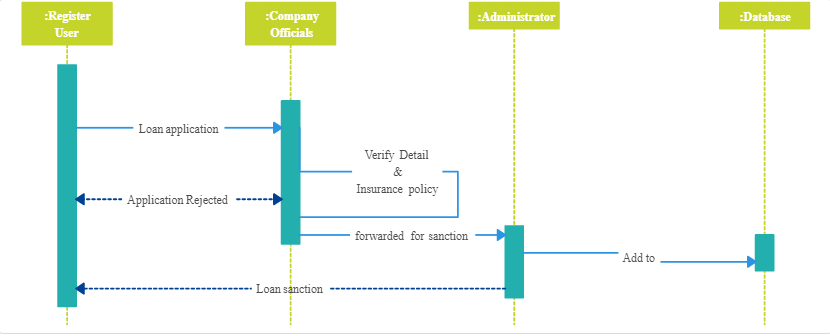 :Register
User
:Company
Officials
:Administrator
:Database
Loan application
Verify Detail
&
Insurance policy
Application Rejected
forwarded for sanction
Add to
Loan sanction